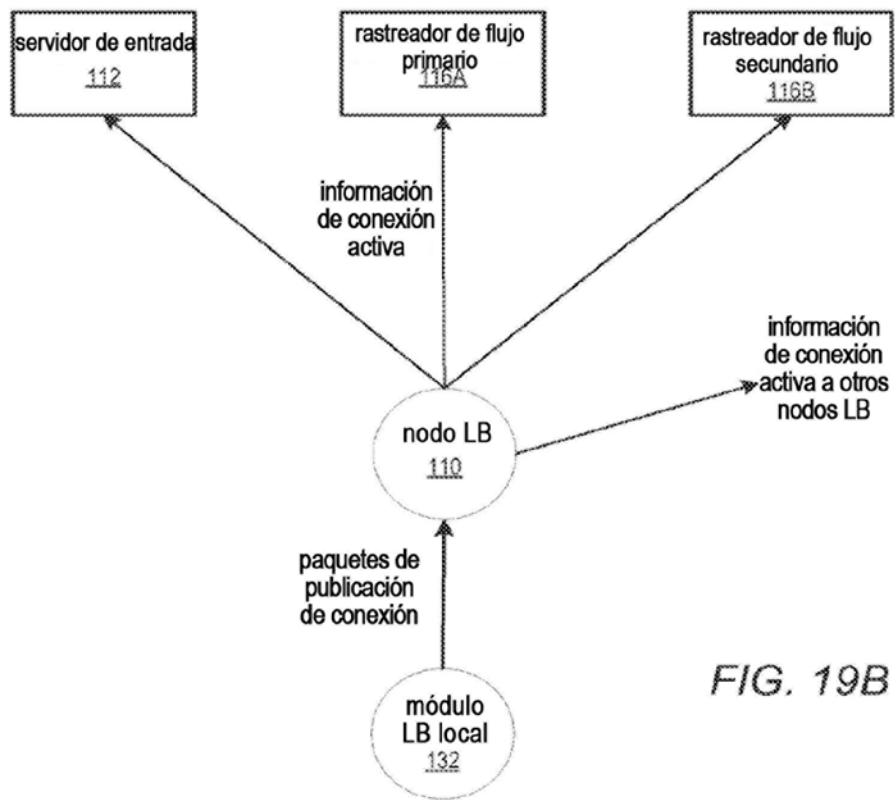 servidor de entrada
112
rastreador de flujo
primario
116A
rastreador de flujo
secundario
116B
información
de conexión
activa
información
de conexión
activa a otros
nodos LB
nodo LB
110
paquetes de
publicación
de conexión
módulo
LB local
132
FIG. 19B